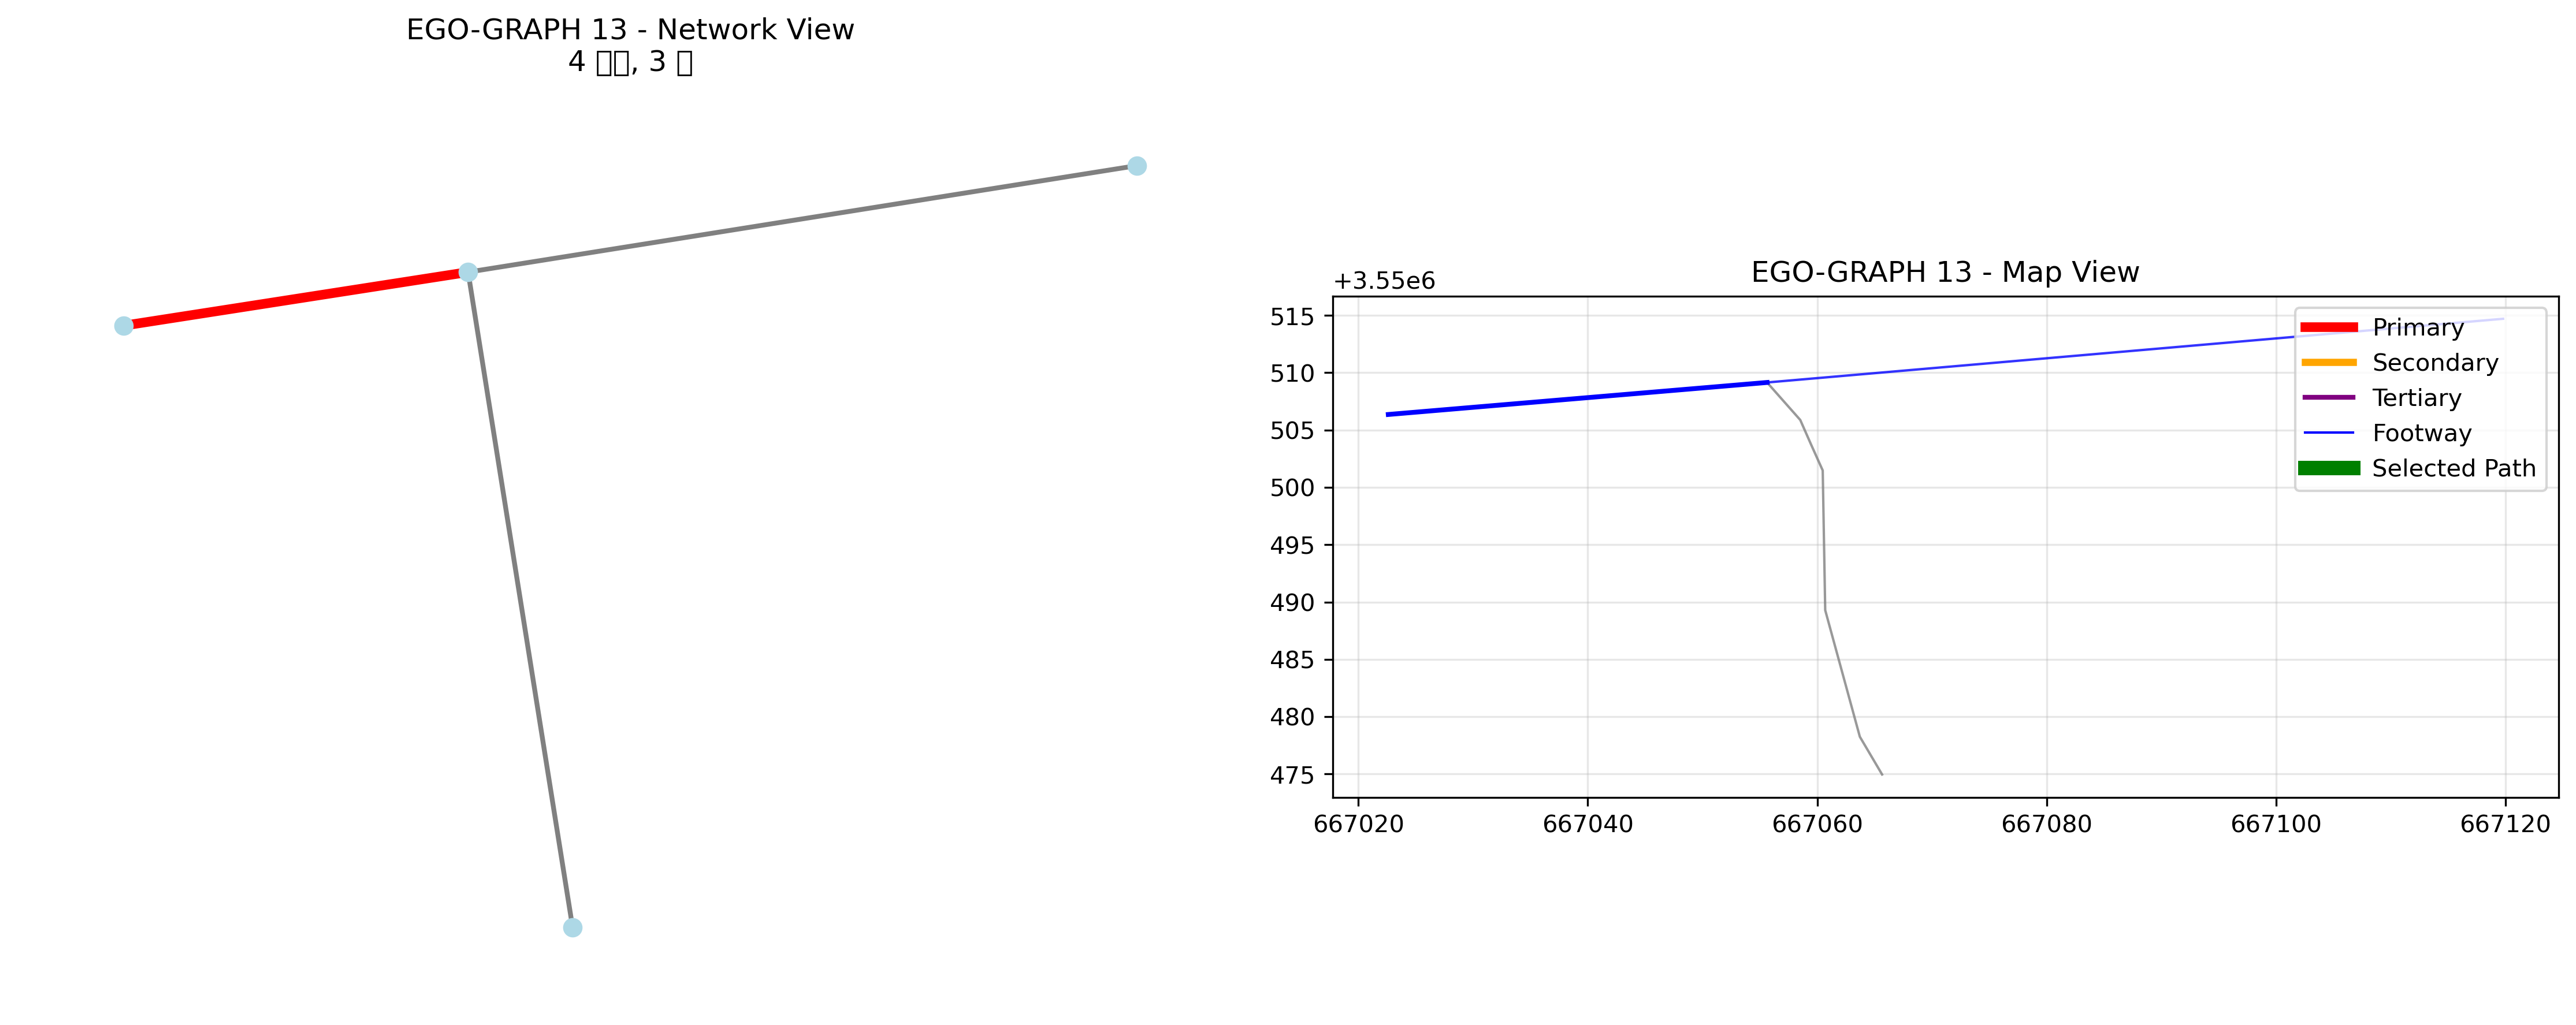 EGO-GRAPH 13 - Network View
4 , 3
EGO-GRAPH 13 - Map View
+3.55e6
515
510
505
500
495
490
485
480
475
667020 667040 667060 667080 667100 667120
Primary
Secondary
Tertiary
Footway
Selected Path